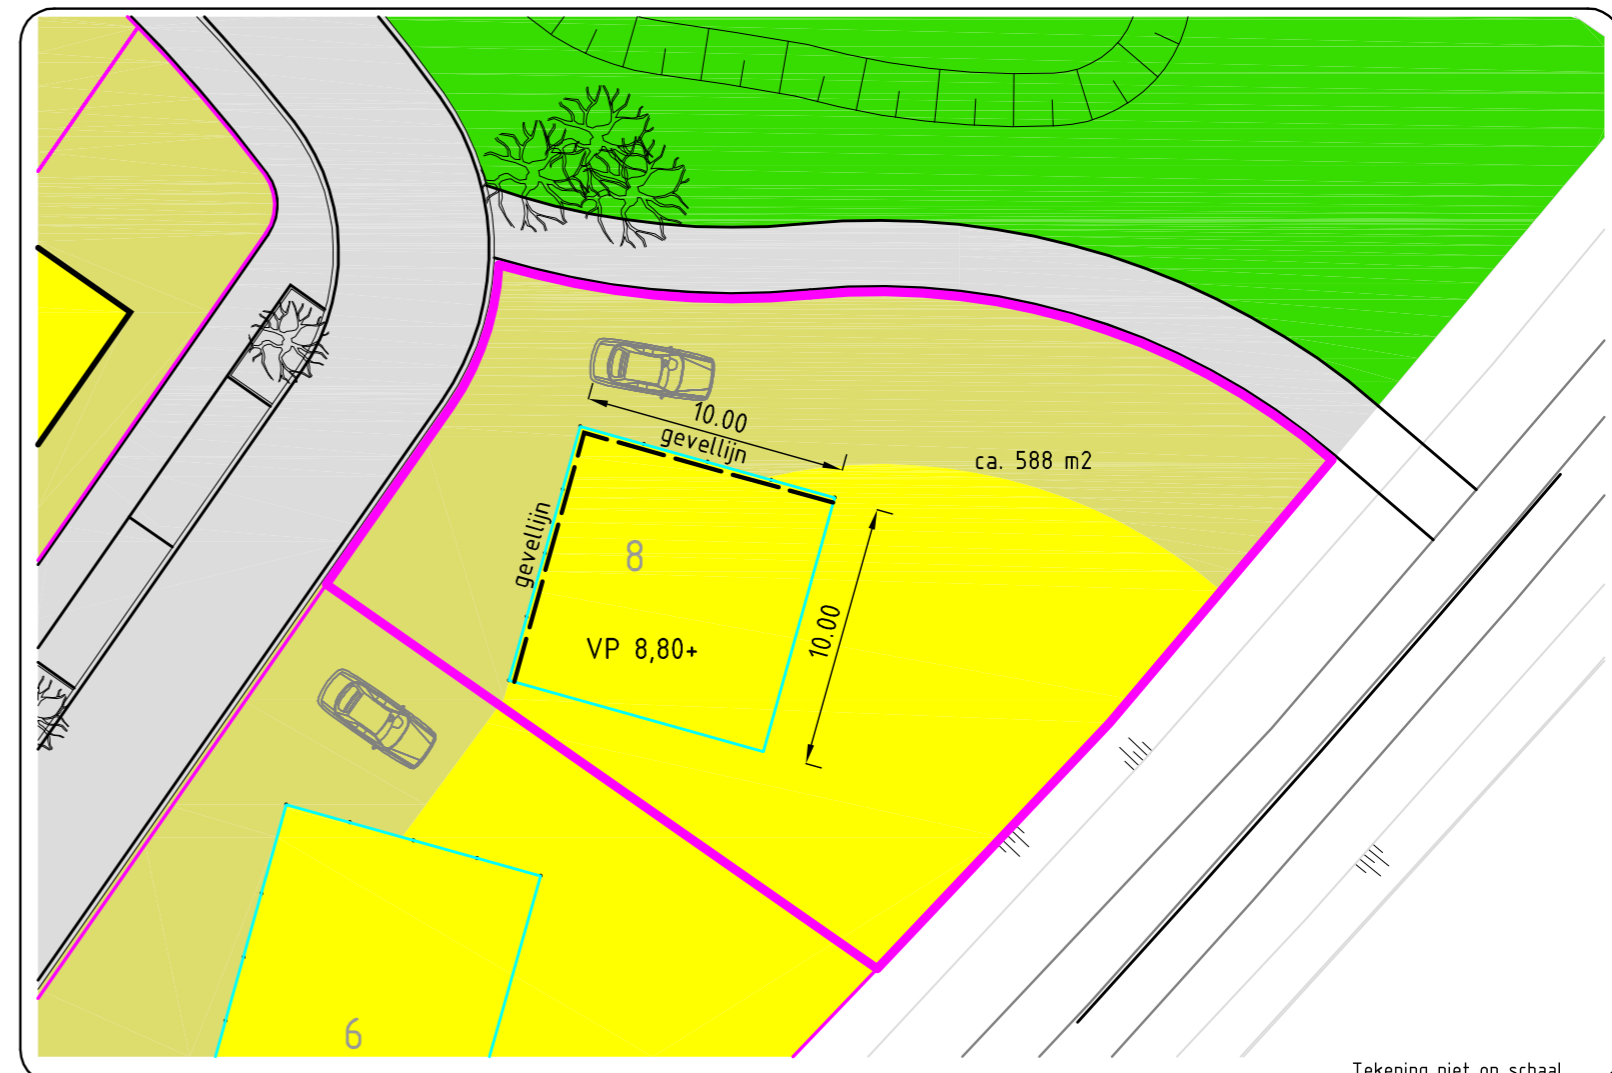 10.00
gevellijn
ca. 588 m2
gevellijn
8
10.00
VP 8,80+
6
Tekening niet op schaal